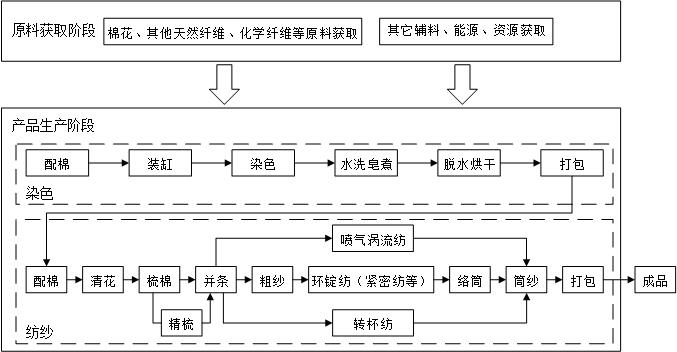 原料获取阶段
棉花、其他天然纤维、化学纤维等原料获取
其它辅料、能源、资源获取
产品生产阶段
配棉
装缸
染色
水洗皂煮
脱水烘干
打包
染色
喷气涡流纺
配棉
清花
梳棉
并条
粗纱
环锭纺（紧密纺等）
络筒
筒纱
打包
成品
精梳
转杯纺
纺纱